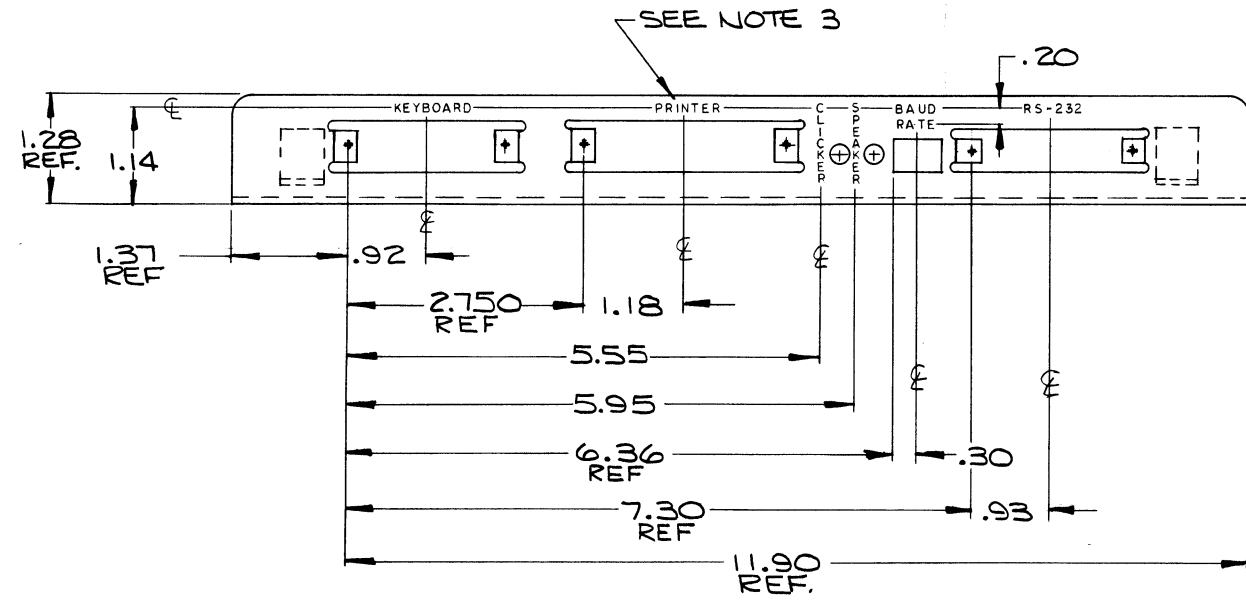 SEE NOTE 3
.20
KEYBOARD
PRINTER
CLICKER
SPEAKER
BAUD
RATE
RS-232
1.28
REF.
1.14
1.37
REF
.92
2.750
REF
1.18
5.55
5.95
6.36
REF
.30
7.30
REF
.93
11.90
REF.